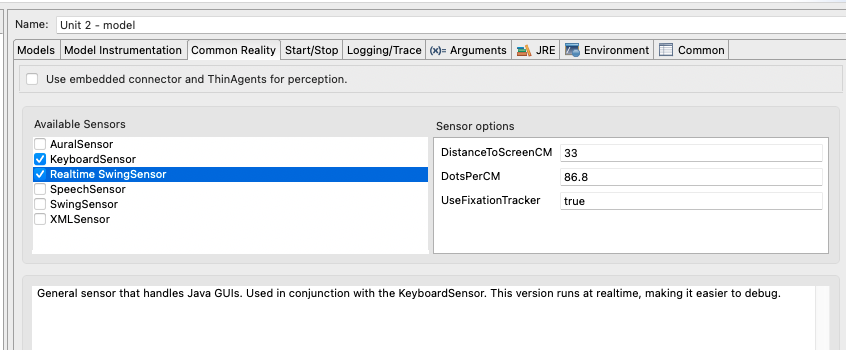 Name: Unit 2 - model
Models Model Instrumentation Common Reality Start/Stop Logging/Trace (x)= Arguments JRE Environment Common
Use embedded connector and ThinAgents for perception.
Available Sensors
AuralSensor
KeyboardSensor
Realtime SwingSensor
SpeechSensor
SwingSensor
XMLSensor
Sensor options
DistanceToScreenCM 33
DotsPerCM 86.8
UseFixationTracker true
General sensor that handles Java GUIs. Used in conjunction with the KeyboardSensor. This version runs at realtime, making it easier to debug.